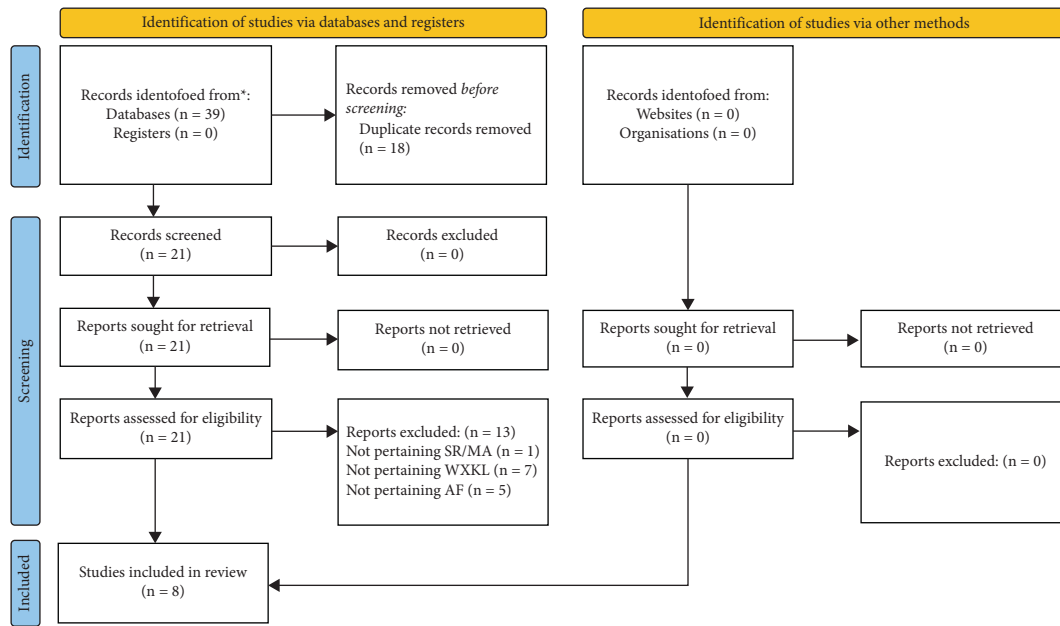 Identification of studies via databases and registers
Identification of studies via other methods
Identification
Records identofoed from*:
Databases (n = 39)
Registers (n = 0)
Records removed before
screening:
Duplicate records removed
(n = 18)
Records identofoed from:
Websites (n = 0)
Organisations (n = 0)
Screening
Records screened
(n = 21)
Records excluded
(n = 0)
Reports sought for retrieval
(n = 21)
Reports not retrieved
(n = 0)
Reports sought for retrieval
(n = 0)
Reports not retrieved
(n = 0)
Reports assessed for eligibility
(n = 21)
Reports excluded: (n = 13)
Not pertaining SR/MA (n = 1)
Not pertaining WXKL (n = 7)
Not pertaining AF (n = 5)
Reports assessed for eligibility
(n = 0)
Reports excluded: (n = 0)
Included
Studies included in review
(n = 8)